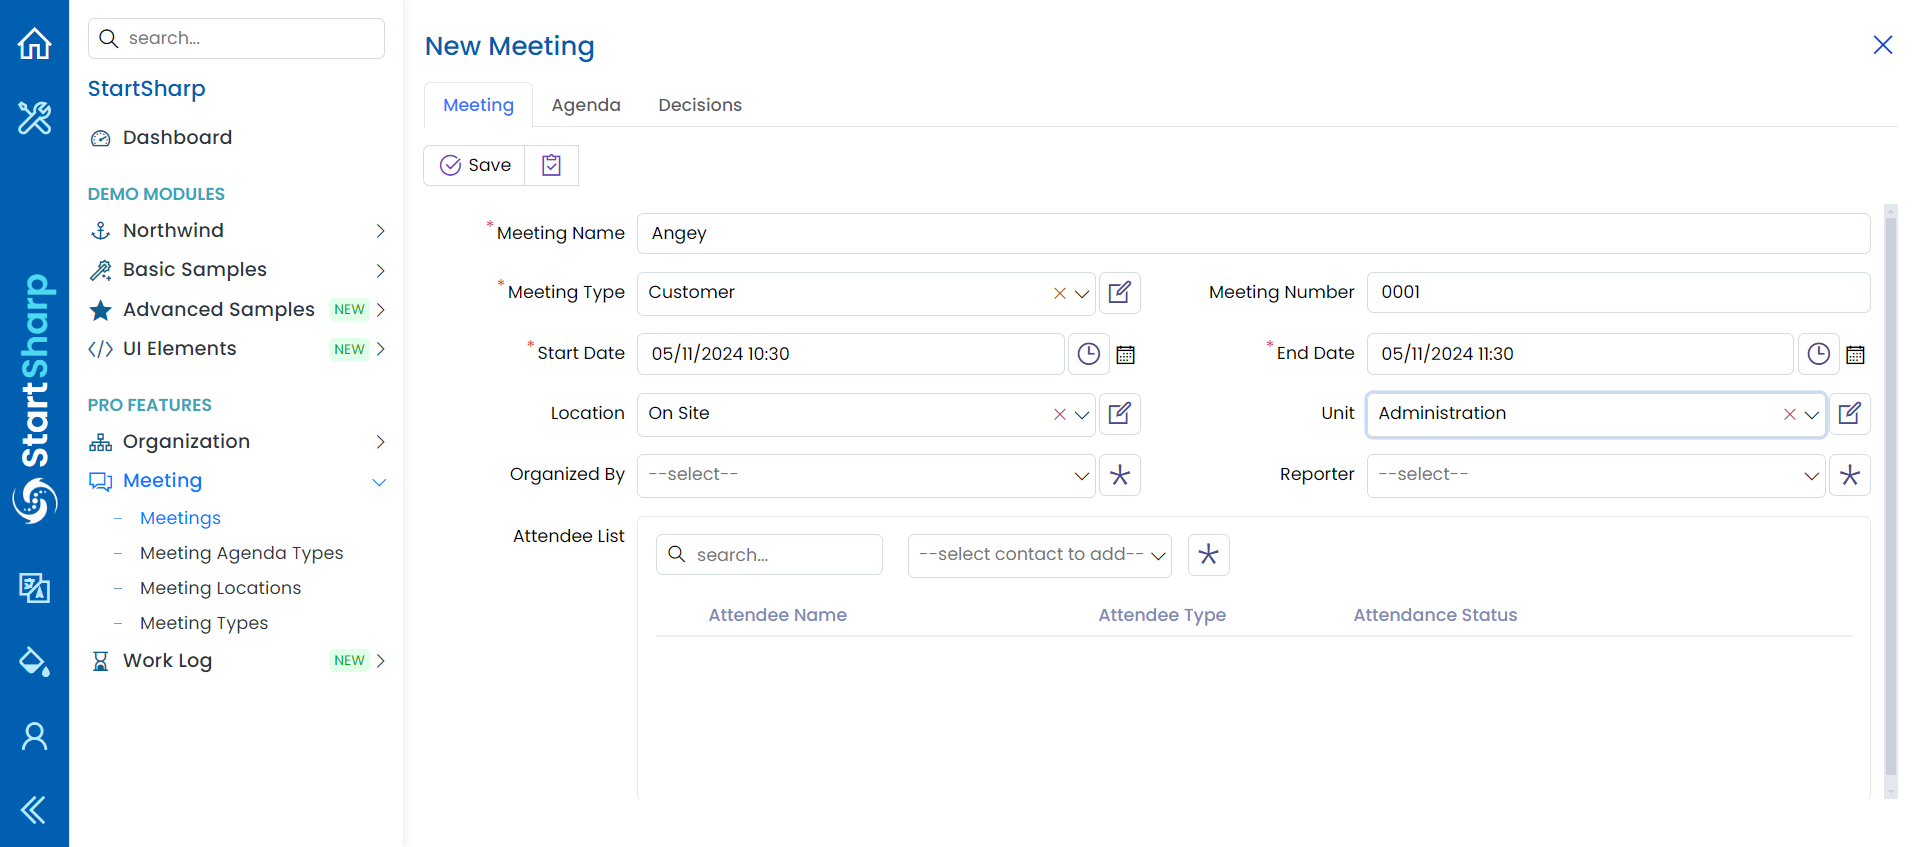 search...
StartSharp
Dashboard
DEMO MODULES
Northwind
Basic Samples
Advanced Samples NEW
UI Elements NEW
PRO FEATURES
Organization
Meeting
Meetings
Meeting Agenda Types
Meeting Locations
Meeting Types
Work Log NEW
StartSharp
New Meeting
Meeting Agenda Decisions
Save
* Meeting Name Angey
* Meeting Type Customer Meeting Number 0001
* Start Date 05/11/2024 10:30 * End Date 05/11/2024 11:30
Location On Site Unit Administration
Organized By --select-- Reporter --select--
Attendee List
search... --select contact to add--
Attendee Name Attendee Type Attendance Status